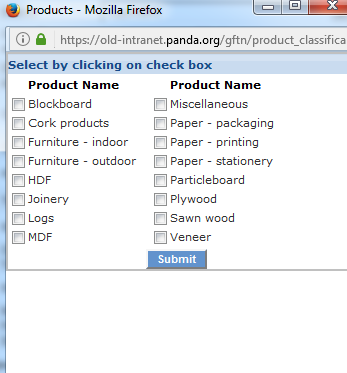 Products - Mozilla Firefox
https://old-intranet.panda.org/gftn/product_classifica
Select by clicking on check box
Product Name Product Name
Blockboard Miscellaneous
Cork products Paper - packaging
Furniture - indoor Paper - printing
Furniture - outdoor Paper - stationery
HDF Particleboard
Joinery Plywood
Logs Sawn wood
MDF Veneer
Submit